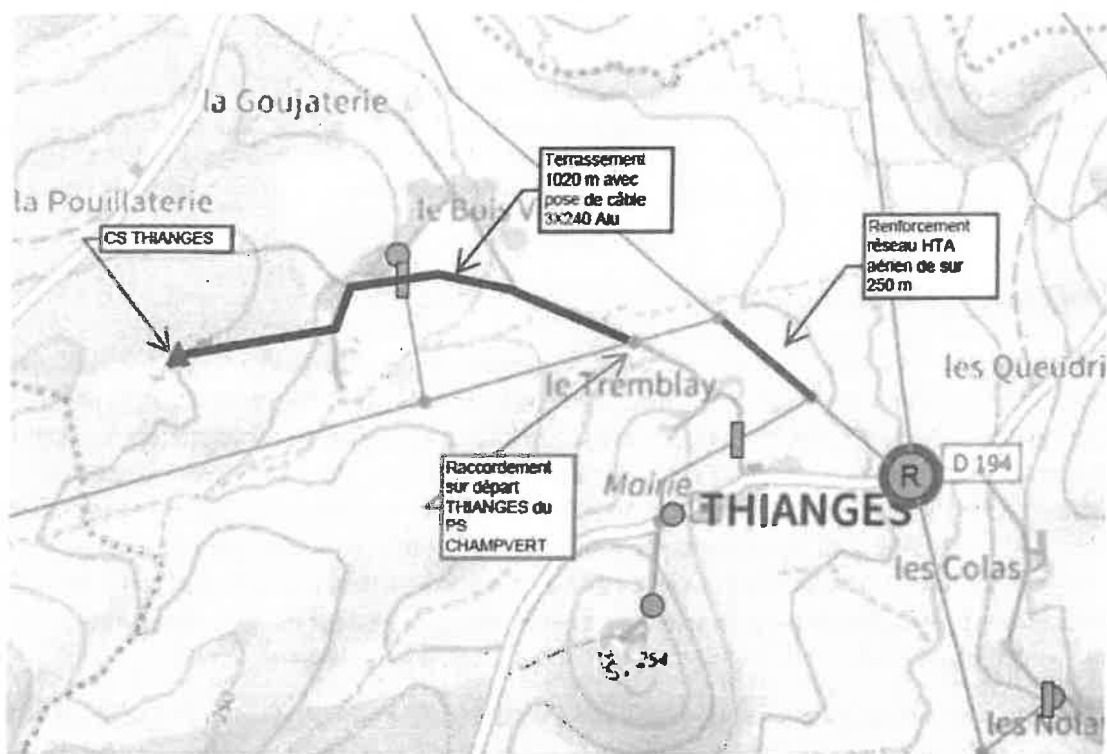 la Goujaterie
Terrassement
1020 m avec
pose de câble
3X240 Alu
la Pouillaterie
le Bois
CS THIANGES
Renforcement
réseau HTA
aérien de sur
250 m
les Queudri
le Tremblay
Raccordement
sur départ
THIANGES du
PS
CHAMPVERT
R
D 194
Mairie
THIANGES
les Colas
254
les Nola